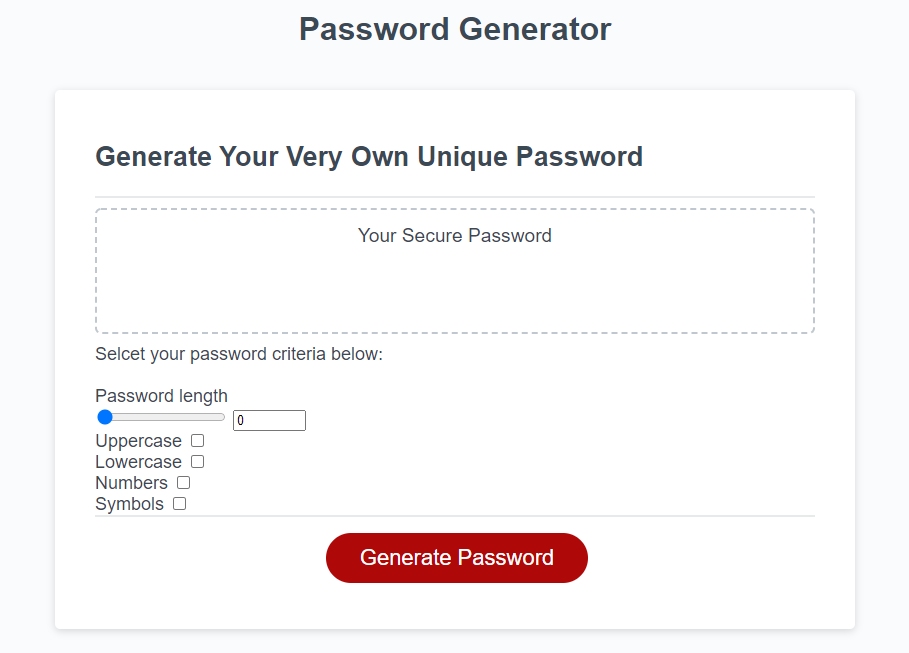 Password Generator
Generate Your Very Own Unique Password
Your Secure Password
Selcet your password criteria below:
Password length
0
Uppercase
Lowercase
Numbers
Symbols
Generate Password